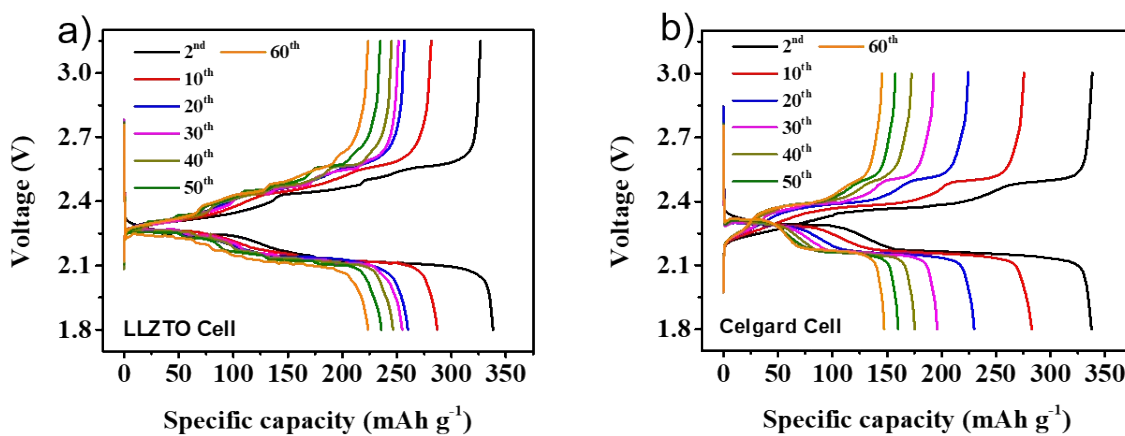 a)
2nd 60th
10th
20th
30th
40th
50th
3.0
2.7
2.4
2.1
1.8
Voltage (V)
LLZTO Cell
0 50 100 150 200 250 300 350
Specific capacity (mAh g-1)
b)
2nd 60th
10th
20th
30th
40th
50th
3.0
2.7
2.4
2.1
1.8
Voltage (V)
Celgard Cell
0 50 100 150 200 250 300 350
Specific capacity (mAh g-1)